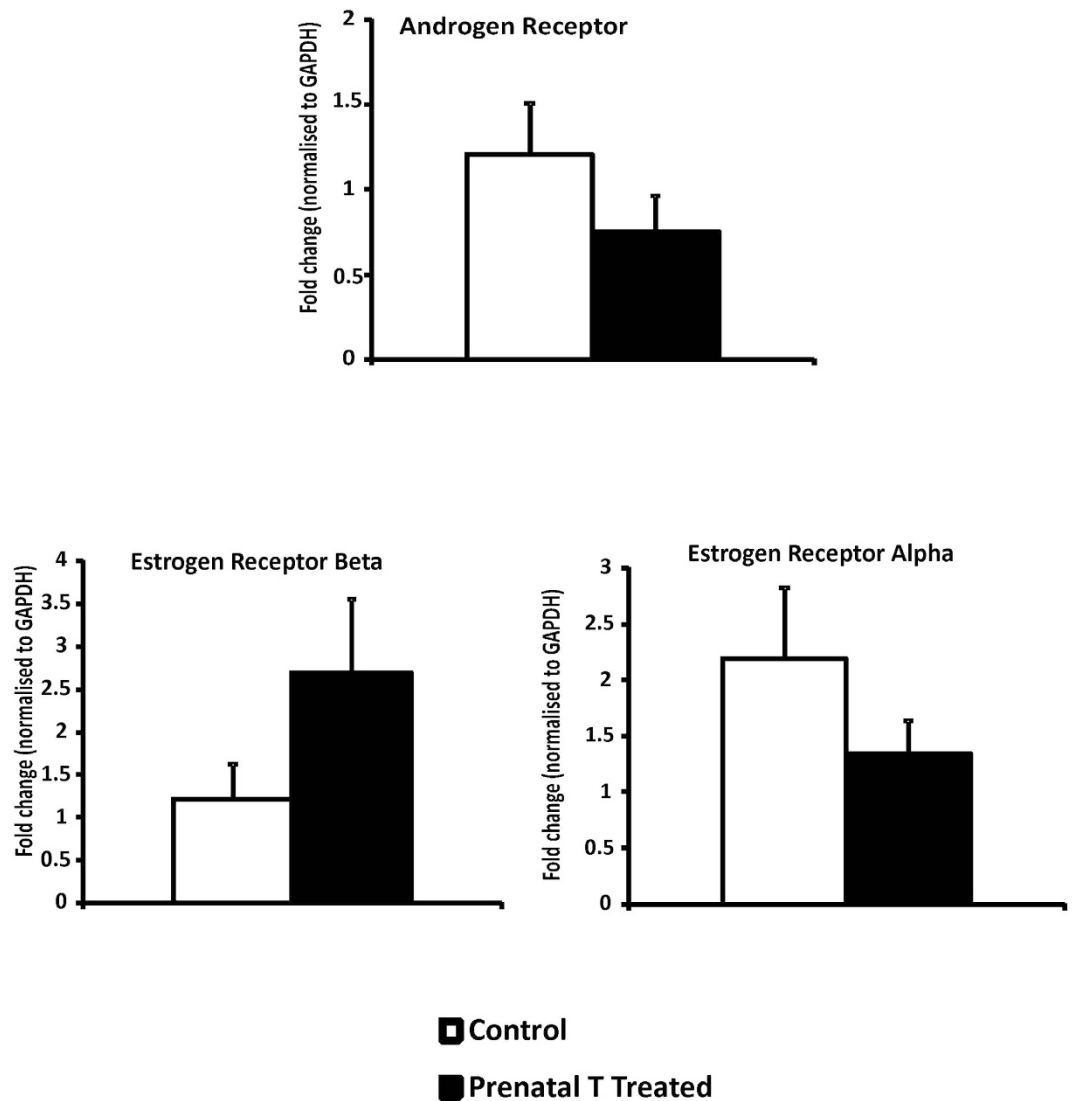 Androgen Receptor
Fold change (normalised to GAPDH)
2
1.5
1
0.5
0
Estrogen Receptor Beta
Fold change (normalised to GAPDH)
4
3.5
3
2.5
2
1.5
1
0.5
0
Estrogen Receptor Alpha
Fold change (normalised to GAPDH)
3
2.5
2
1.5
1
0.5
0
Control
Prenatal T Treated